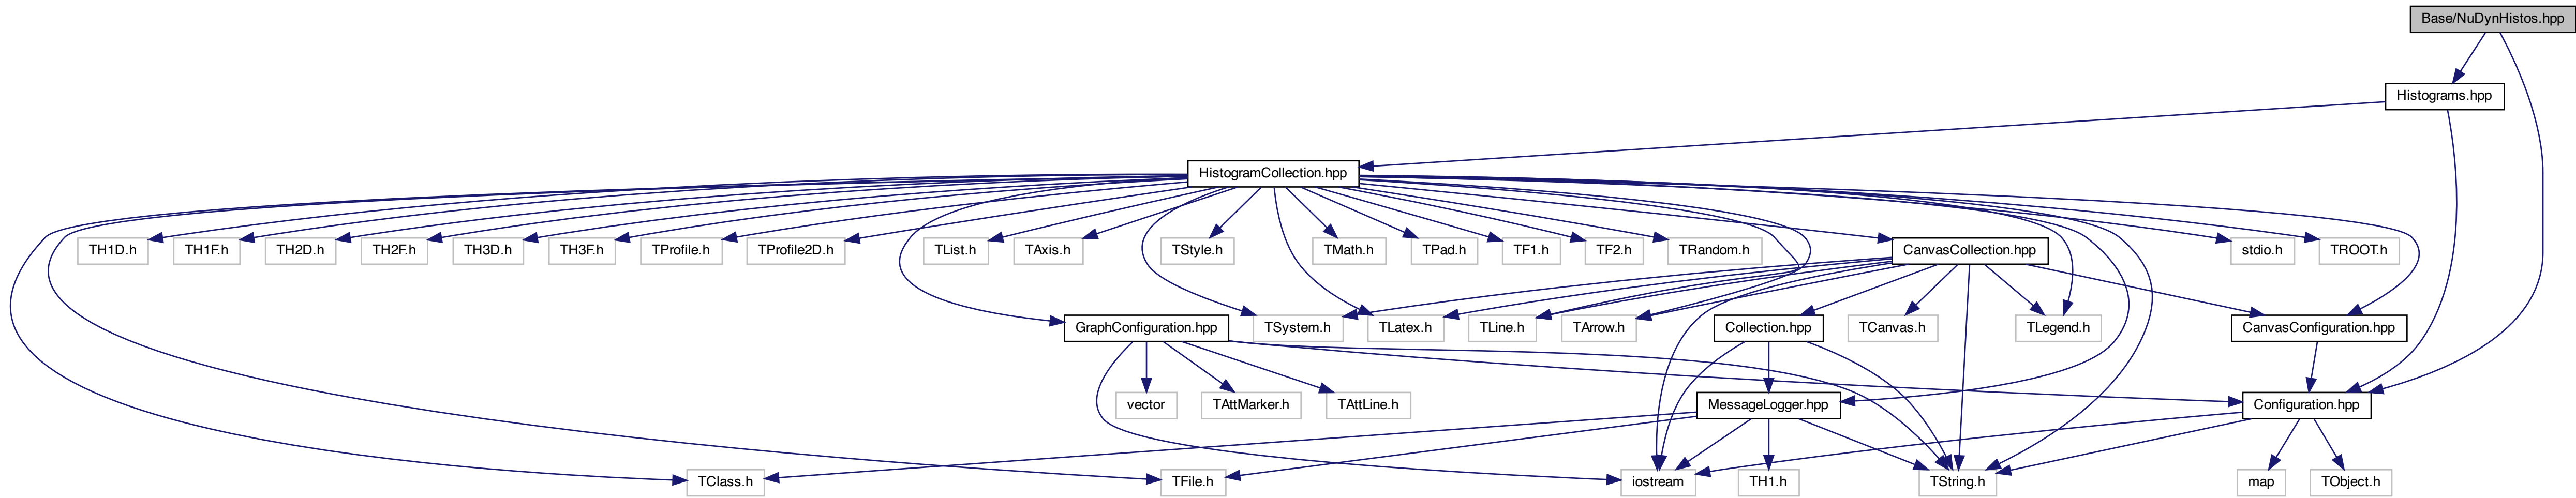 Base/NuDynHistos.hpp
Histograms.hpp
HistogramCollection.hpp
TH1D.h
TH1F.h
TH2D.h
TH2F.h
TH3D.h
TH3F.h
TProfile.h
TProfile2D.h
TList.h
TAxis.h
TStyle.h
TMath.h
TPad.h
TF1.h
TF2.h
TRandom.h
CanvasCollection.hpp
stdio.h
TROOT.h
GraphConfiguration.hpp
TSystem.h
TLatex.h
TLine.h
TArrow.h
Collection.hpp
TCanvas.h
TLegend.h
CanvasConfiguration.hpp
vector
TAttMarker.h
TAttLine.h
MessageLogger.hpp
Configuration.hpp
TClass.h
TFile.h
iostream
TH1.h
TString.h
map
TObject.h